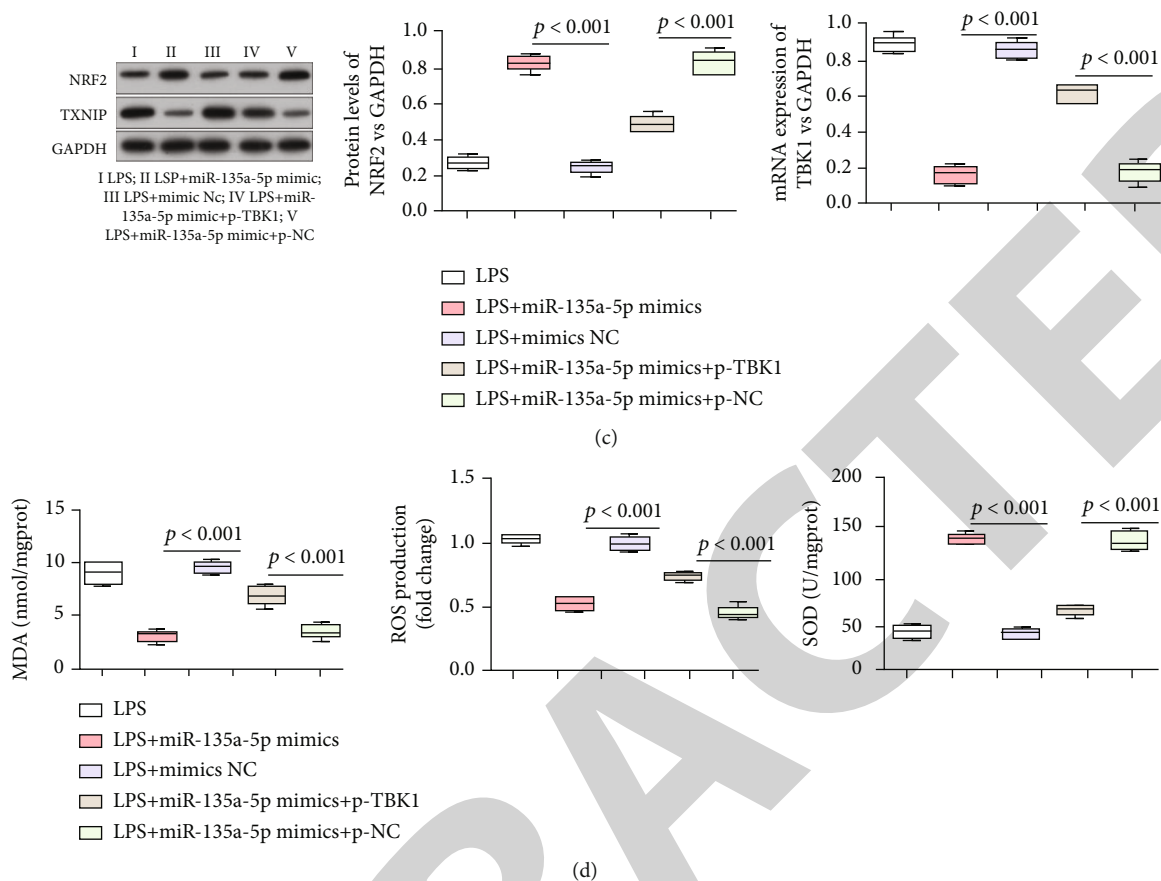 I II III IV V
NRF2
TXNIP
GAPDH
I LPS; II LSP+miR-135a-5p mimic;
III LPS+mimic Nc; IV LPS+miR-
135a-5p mimic+p-TBK1; V
LPS+miR-135a-5p mimic+p-NC
Protein levels of
NRF2 vs GAPDH
1.0
0.8
0.6
0.4
0.2
0.0
p < 0.001
p < 0.001
mRNA expression of
TBK1 vs GAPDH
1.0
0.8
0.6
0.4
0.2
0.0
p < 0.001
p < 0.001
LPS
LPS+miR-135a-5p mimics
LPS+mimics NC
LPS+miR-135a-5p mimics+p-TBK1
LPS+miR-135a-5p mimics+p-NC
(c)
MDA (nmol/mgprot)
15
10
5
0
p < 0.001
p < 0.001
ROS production
(fold change)
1.5
1.0
0.5
0.0
p < 0.001
p < 0.001
SOD (U/mgprot)
200
150
100
50
0
p < 0.001
p < 0.001
LPS
LPS+miR-135a-5p mimics
LPS+mimics NC
LPS+miR-135a-5p mimics+p-TBK1
LPS+miR-135a-5p mimics+p-NC
(d)